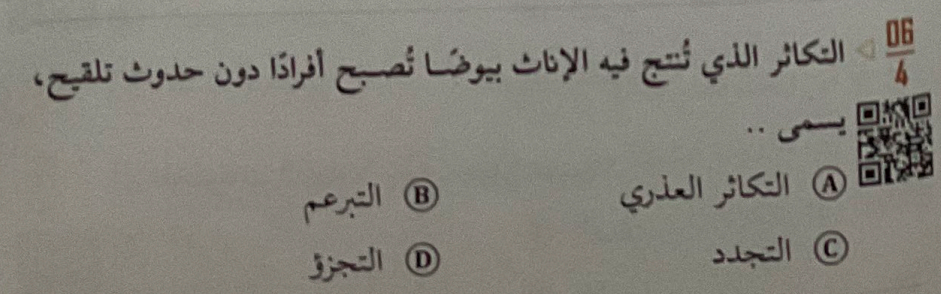 06/4 التكاثر الذي تُنتج فيه الإناث بيوضًا تُصبح أفرادًا دون حدوث تلقيح،
يسمى ..
A التكاثر العذري
B التبرعم
C التجدد
D التجزؤ